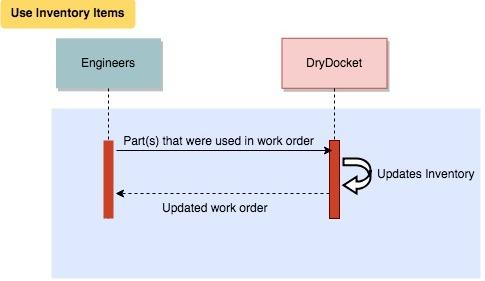 Use Inventory Items
Engineers
DryDocket
Part(s) that were used in work order
Updates Inventory
Updated work order